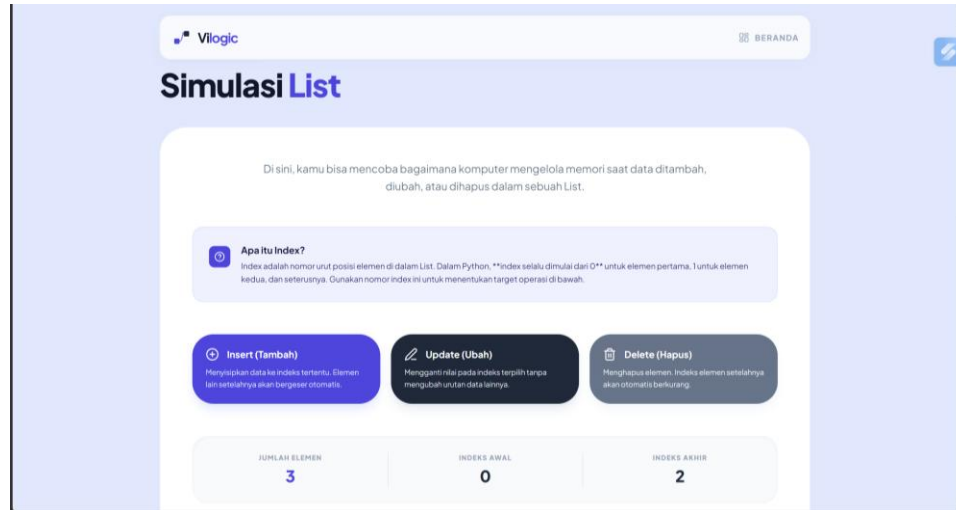 Vilogic
BERANDA
Simulasi List
Di sini, kamu bisa mencoba bagaimana komputer mengelola memori saat data ditambah,
diubah, atau dihapus dalam sebuah List.
Apa itu Index?
Index adalah nomor urut posisi elemen di dalam List. Dalam Python, **index selalu dimulai dari 0** untuk elemen pertama, 1 untuk elemen
kedua, dan seterusnya. Gunakan nomor index ini untuk menentukan target operasi di bawah.
Insert (Tambah)
Menyisipkan data ke indeks tertentu. Elemen
lain setelahnya akan bergeser otomatis.
Update (Ubah)
Mengganti nilai pada indeks terpilih tanpa
mengubah urutan data lainnya.
Delete (Hapus)
Menghapus elemen. Indeks elemen setelahnya
akan otomatis berkurang.
JUMLAH ELEMEN
3
INDEKS AWAL
0
INDEKS AKHIR
2